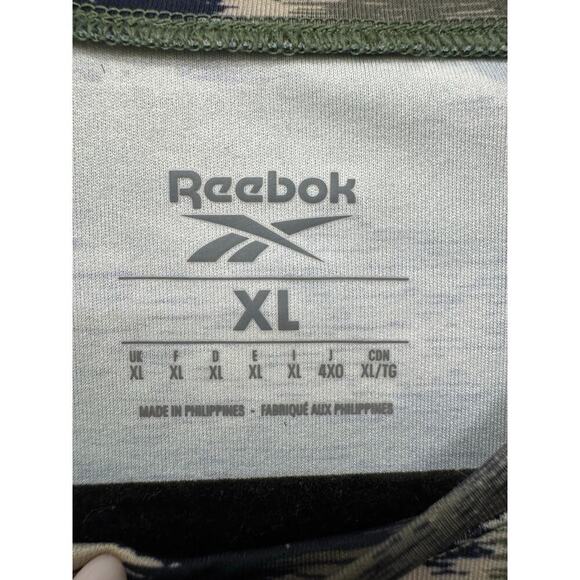 Reebok
XL
UK F D E I J CDN
XL XL XL XL XL 4XO XL/TG
MADE IN PHILIPPINES - FABRIQUÉ AUX PHILIPPINES